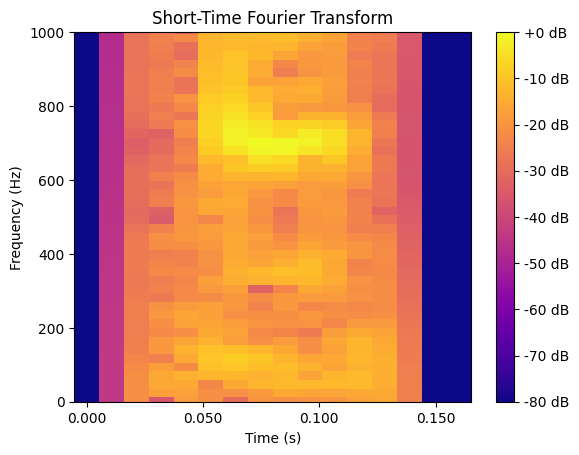 Short-Time Fourier Transform
1000
800
600
400
200
0
Frequency (Hz)
0.000
0.050
0.100
0.150
Time (s)
+0 dB
-10 dB
-20 dB
-30 dB
-40 dB
-50 dB
-60 dB
-70 dB
-80 dB